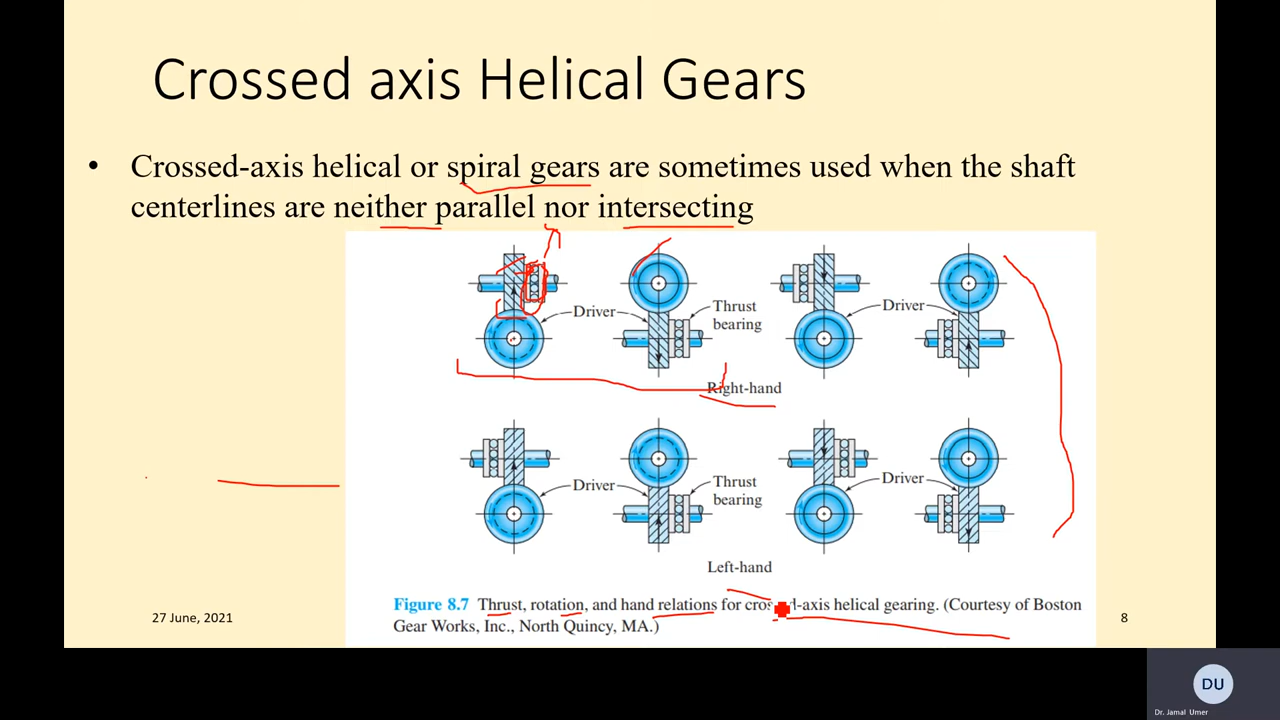 Crossed axis Helical Gears
• Crossed-axis helical or spiral gears are sometimes used when the shaft
centerlines are neither parallel nor intersecting
Driver
Thrust
bearing
Driver
Right-hand
Driver
Thrust
bearing
Driver
Left-hand
Figure 8.7 Thrust, rotation, and hand relations for crossed-axis helical gearing. (Courtesy of Boston
Gear Works, Inc., North Quincy, MA.)
27 June, 2021
8
DU
Dr. Jamal Umer